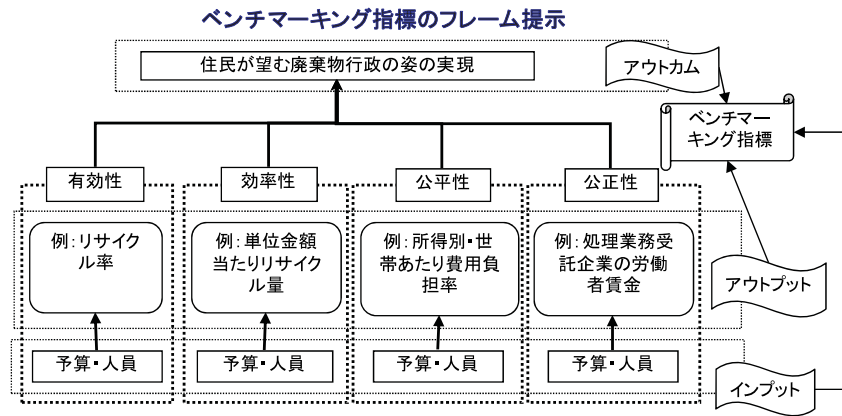 ベンチマーキング指標のフレーム提示
住民が望む廃棄物行政の姿の実現
アウトカム
ベンチマー
キング指標
有効性
効率性
公平性
公正性
例：リサイク
ル率
例：単位金額
当たりリサイク
ル量
例：所得別・世
帯あたり費用負
担率
例：処理業務受
託企業の労働
者賃金
アウトプット
予算・人員
予算・人員
予算・人員
予算・人員
インプット